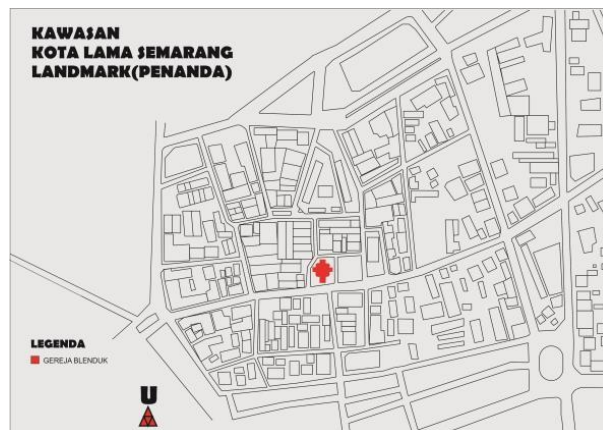 KAWASAN
KOTA LAMA SEMARANG
LANDMARK(PENANDA)
LEGENDA
GEREJA BLENDUK
U